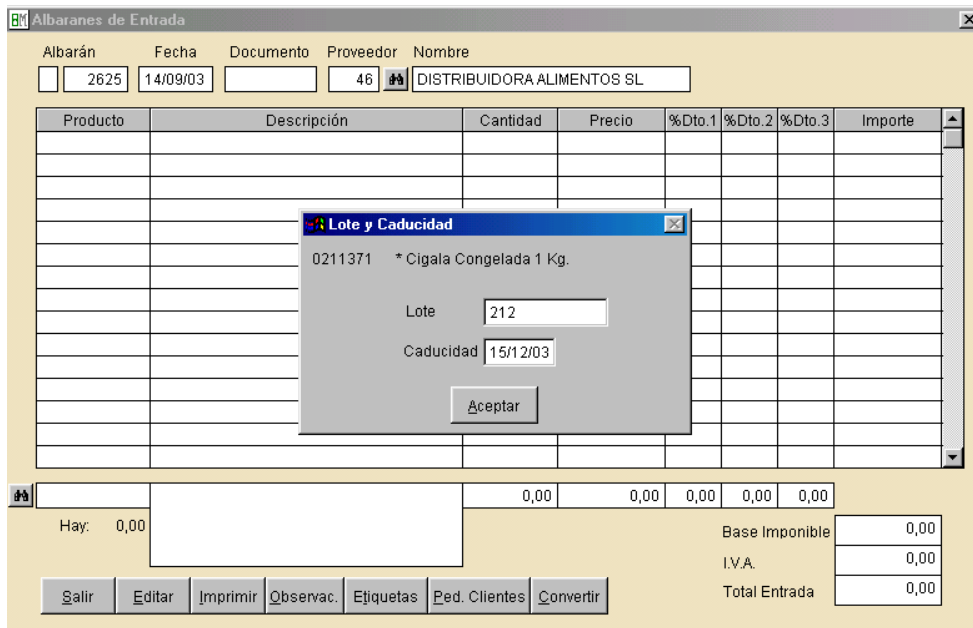 Albaranes de Entrada
Albarán Fecha Documento Proveedor Nombre
2625 14/09/03 46 DISTRIBUIDORA ALIMENTOS SL
Producto Descripción Cantidad Precio %Dto.1 %Dto.2 %Dto.3 Importe
Lote y Caducidad
0211371 * Cigala Congelada 1 Kg.
Lote 212
Caducidad 15/12/03
Aceptar
0,00 0,00 0,00 0,00 0,00
Hay: 0,00
Base Imponible 0,00
I.V.A. 0,00
Total Entrada 0,00
Salir Editar Imprimir Observac. Etiquetas Ped. Clientes Convertir